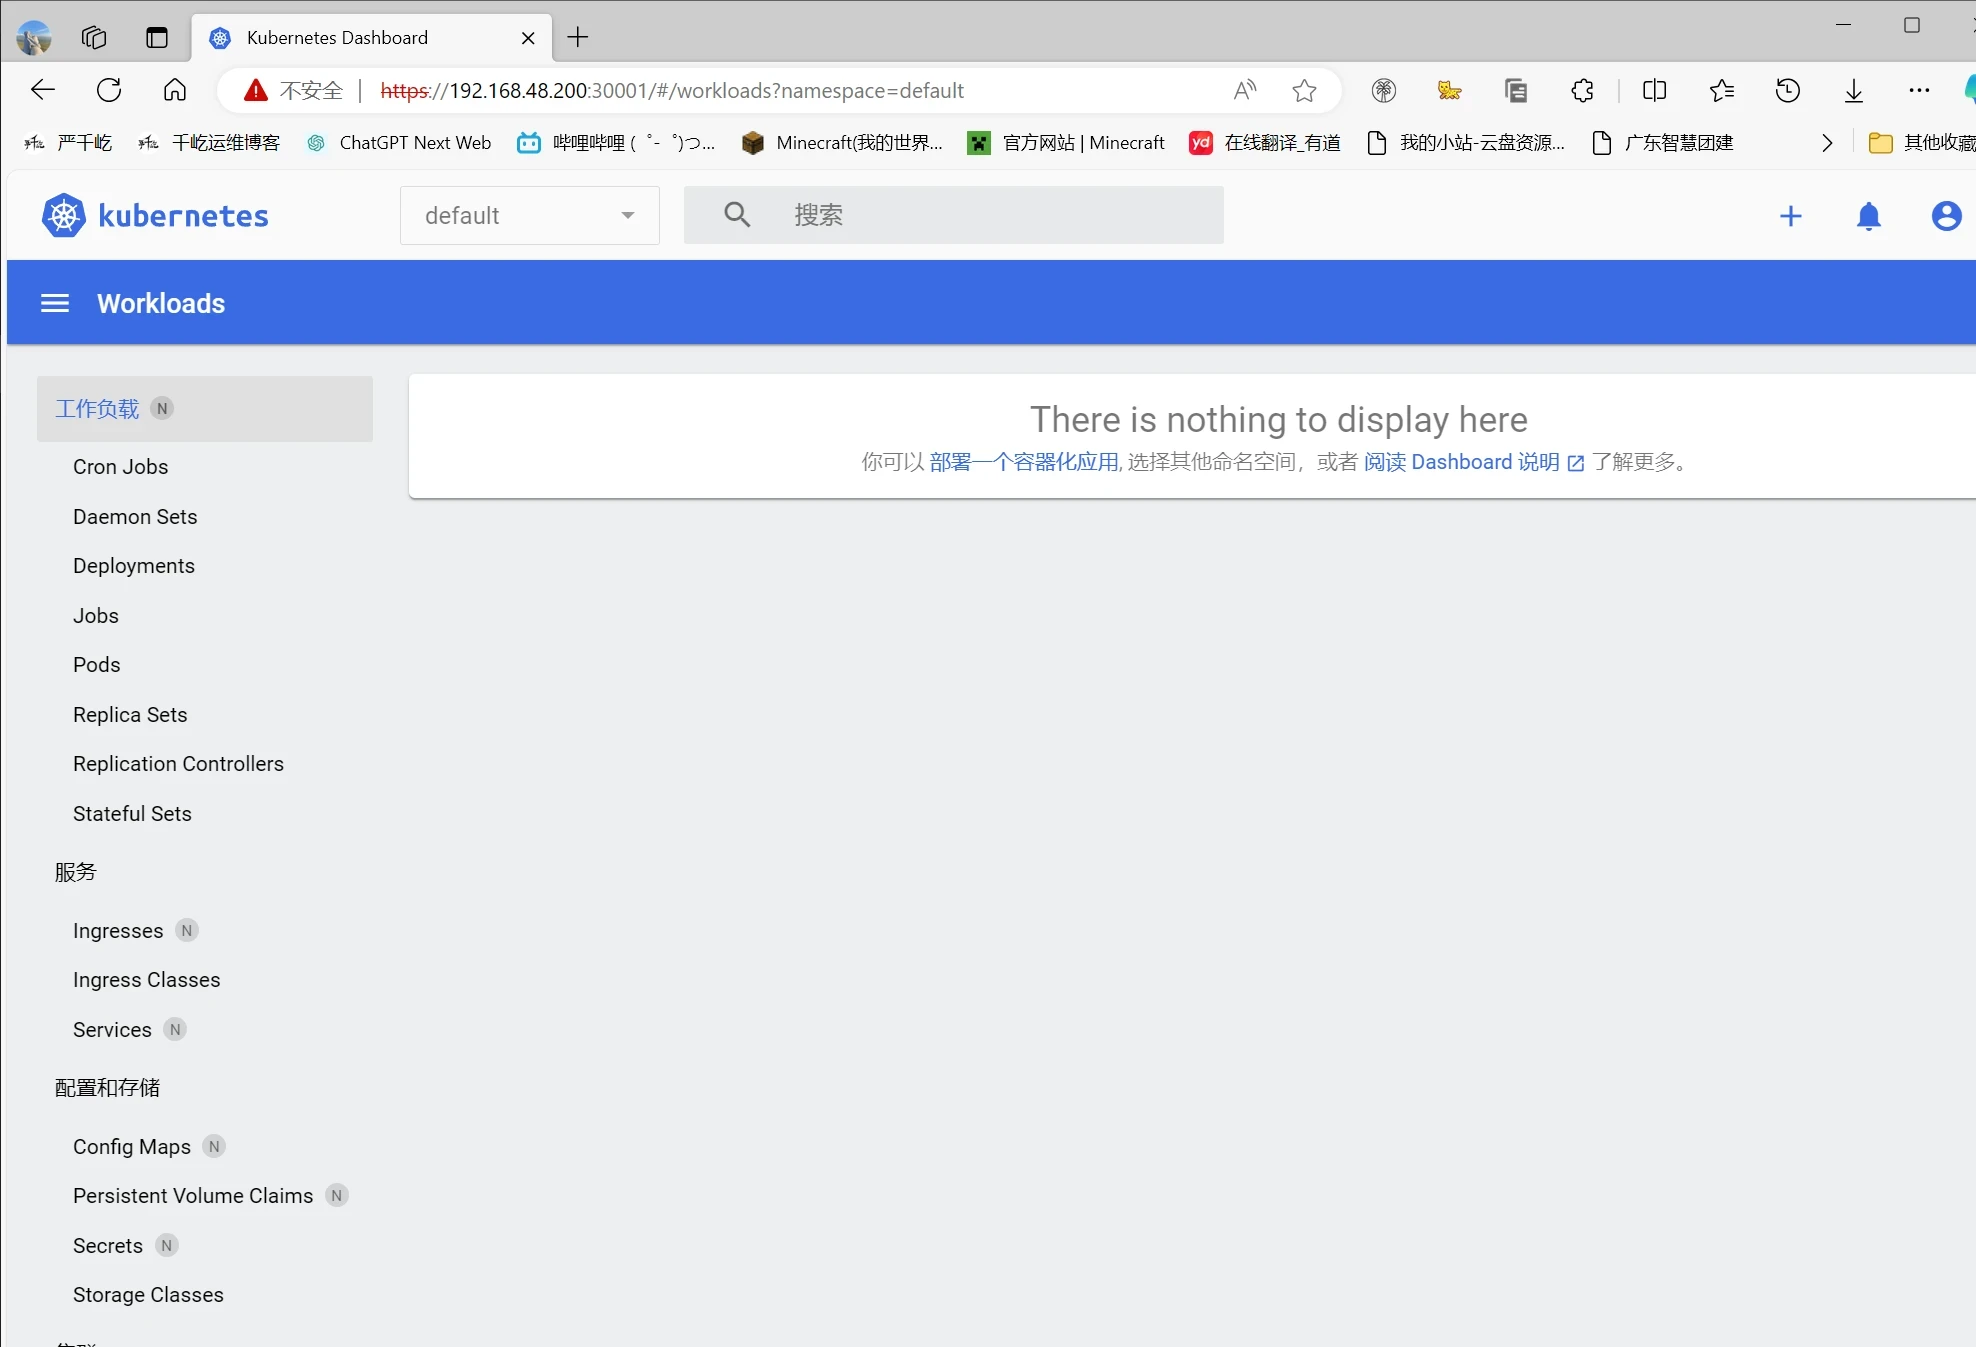 Kubernetes Dashboard
不安全 | https://192.168.48.200:30001/#/workloads?namespace=default
严千屹 千屹运维博客 ChatGPT Next Web 哔哩哔哩 (゜-゜)つ... Minecraft(我的世界... 官方网站 | Minecraft yd 在线翻译_有道 我的小站-云盘资源... 广东智慧团建 其他收藏
kubernetes default 搜索
Workloads
工作负载 N
There is nothing to display here
你可以 部署一个容器化应用, 选择其他命名空间，或者 阅读 Dashboard 说明 了解更多。
Cron Jobs
Daemon Sets
Deployments
Jobs
Pods
Replica Sets
Replication Controllers
Stateful Sets
服务
Ingresses N
Ingress Classes
Services N
配置和存储
Config Maps N
Persistent Volume Claims N
Secrets N
Storage Classes